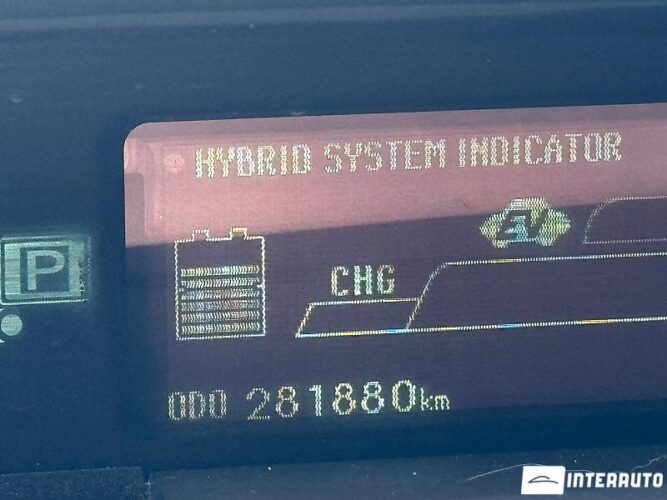 HYBRID SYSTEM INDICATOR
EV
P
CHG
ODO 281880km
INTERAUTO